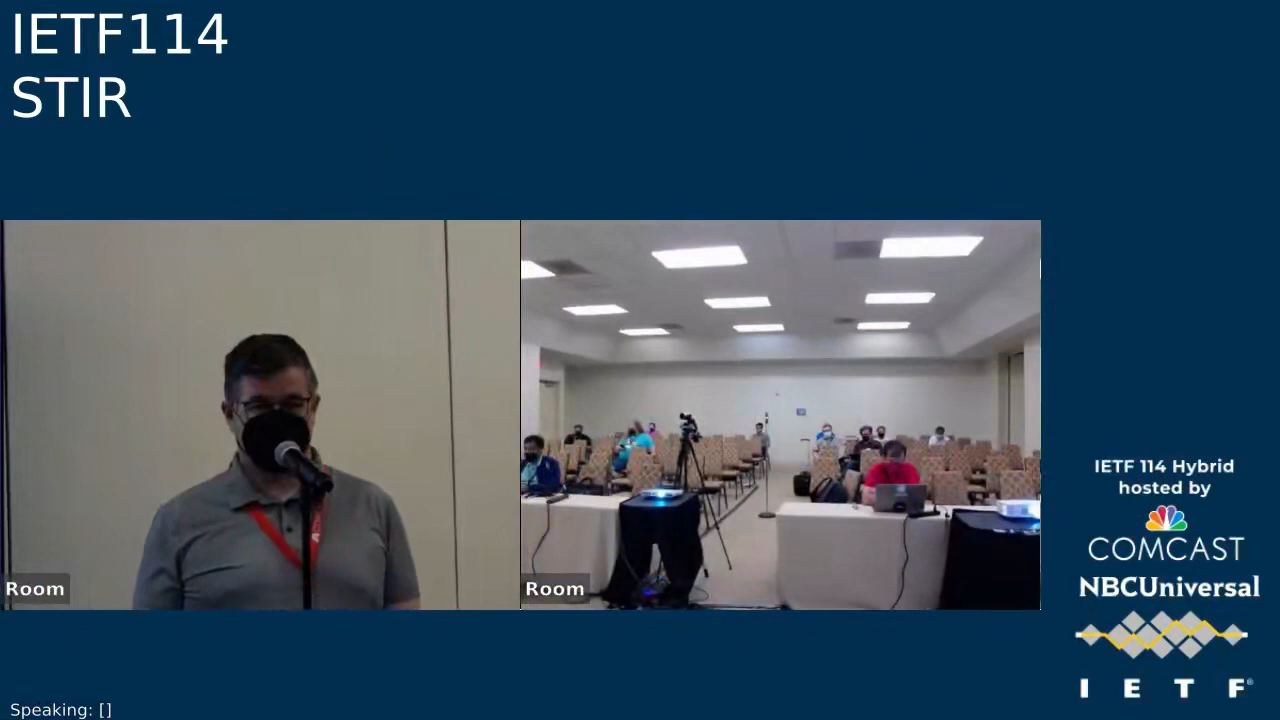 IETF114
STIR
Room
Room
IETF 114 Hybrid
hosted by
COMCAST
NBCUniversal
I E T F®
Speaking: []